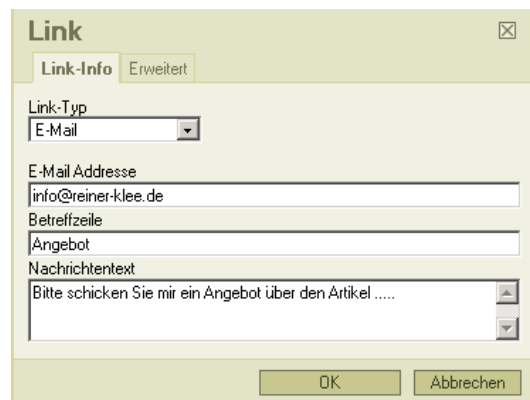 Link
Link-Info Erweitert
Link-Typ
E-Mail
E-Mail Addresse
info@reiner-klee.de
Betreffzeile
Angebot
Nachrichtentext
Bitte schicken Sie mir ein Angebot über den Artikel .....
OK Abbrechen